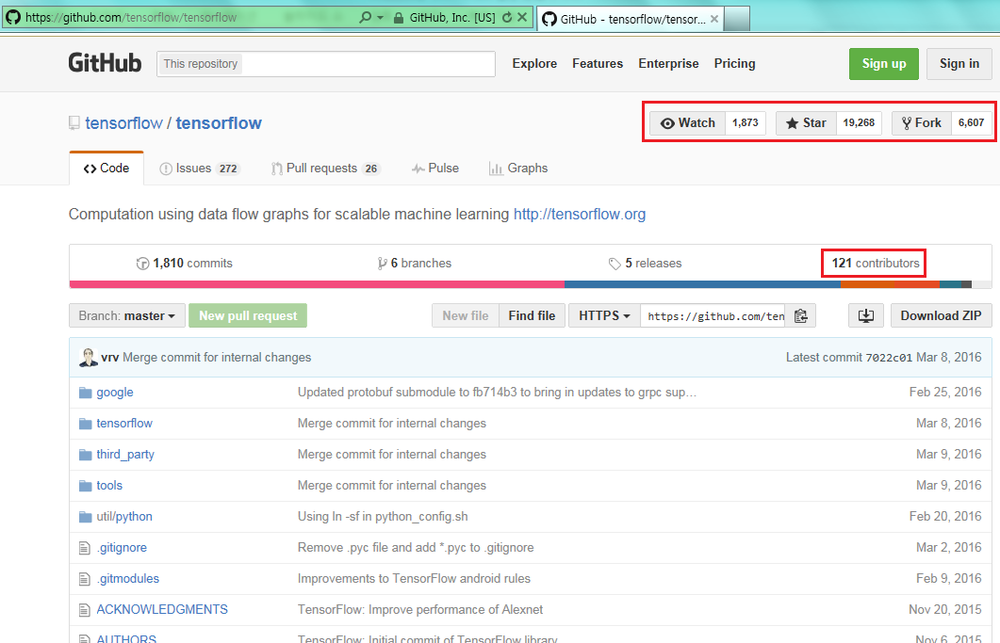 https://github.com/tensorflow/tensorflow GitHub, Inc. [US] GitHub - tensorflow/tensor...
GitHub This repository Explore Features Enterprise Pricing Sign up Sign in
tensorflow / tensorflow Watch 1,873 Star 19,268 Fork 6,607
Code Issues 272 Pull requests 26 Pulse Graphs
Computation using data flow graphs for scalable machine learning http://tensorflow.org
1,810 commits 6 branches 5 releases 121 contributors
Branch: master New pull request New file Find file HTTPS https://github.com/ten Download ZIP
vrv Merge commit for internal changes Latest commit 7022c01 Mar 8, 2016
google Updated protobuf submodule to fb714b3 to bring in updates to grpc sup… Feb 25, 2016
tensorflow Merge commit for internal changes Mar 8, 2016
third_party Merge commit for internal changes Mar 9, 2016
tools Merge commit for internal changes Mar 9, 2016
util/python Using ln -sf in python_config.sh Feb 20, 2016
.gitignore Remove .pyc file and add *.pyc to .gitignore Mar 2, 2016
.gitmodules Improvements to TensorFlow android rules Feb 9, 2016
ACKNOWLEDGMENTS TensorFlow: Improve performance of Alexnet Nov 20, 2015
AUTHORS TensorFlow: Initial commit of TensorFlow library Nov 6, 2015